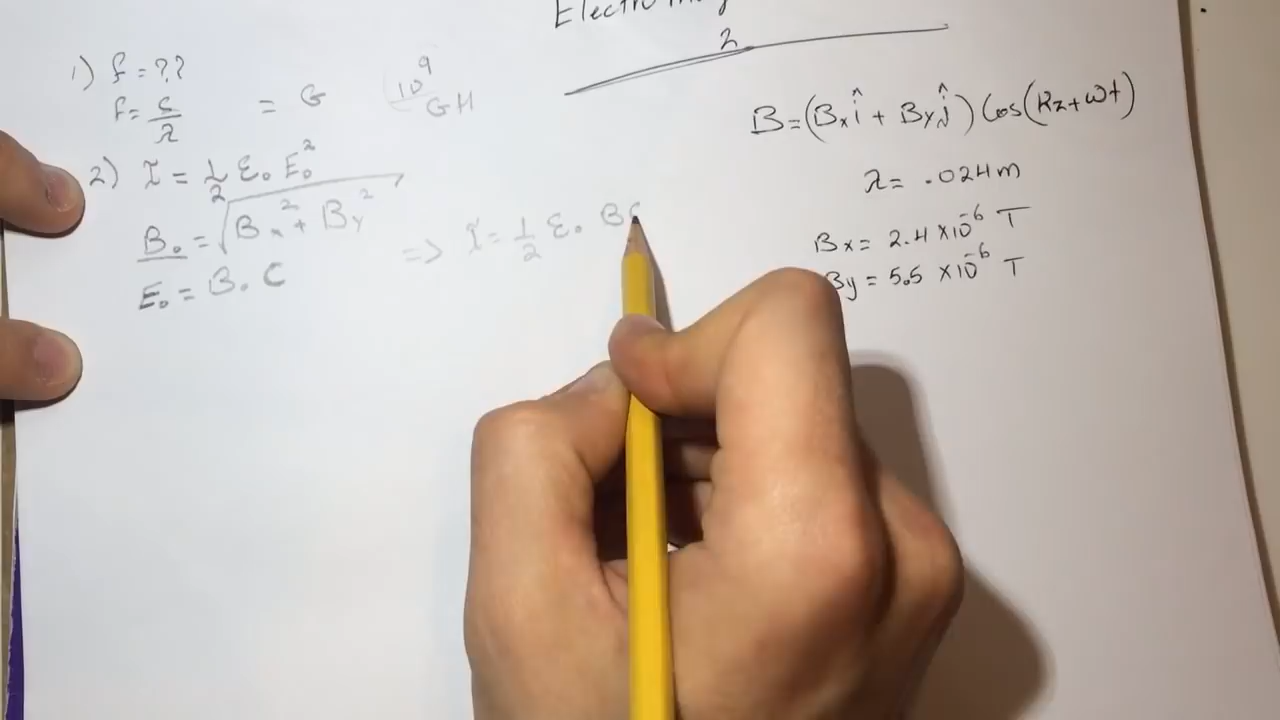 2
1) f = ??
f = c/λ = G 10^9/GH
2) I = 1/2 ε₀ E₀²
B₀ = √(Bx² + By²)
E₀ = B₀ C
=> I = 1/2 ε₀ B
B = (Bx î + By ĵ) Cos(kz + ωt)
λ = .024 m
Bx = 2.4 × 10⁻⁶ T
By = 5.5 × 10⁻⁶ T